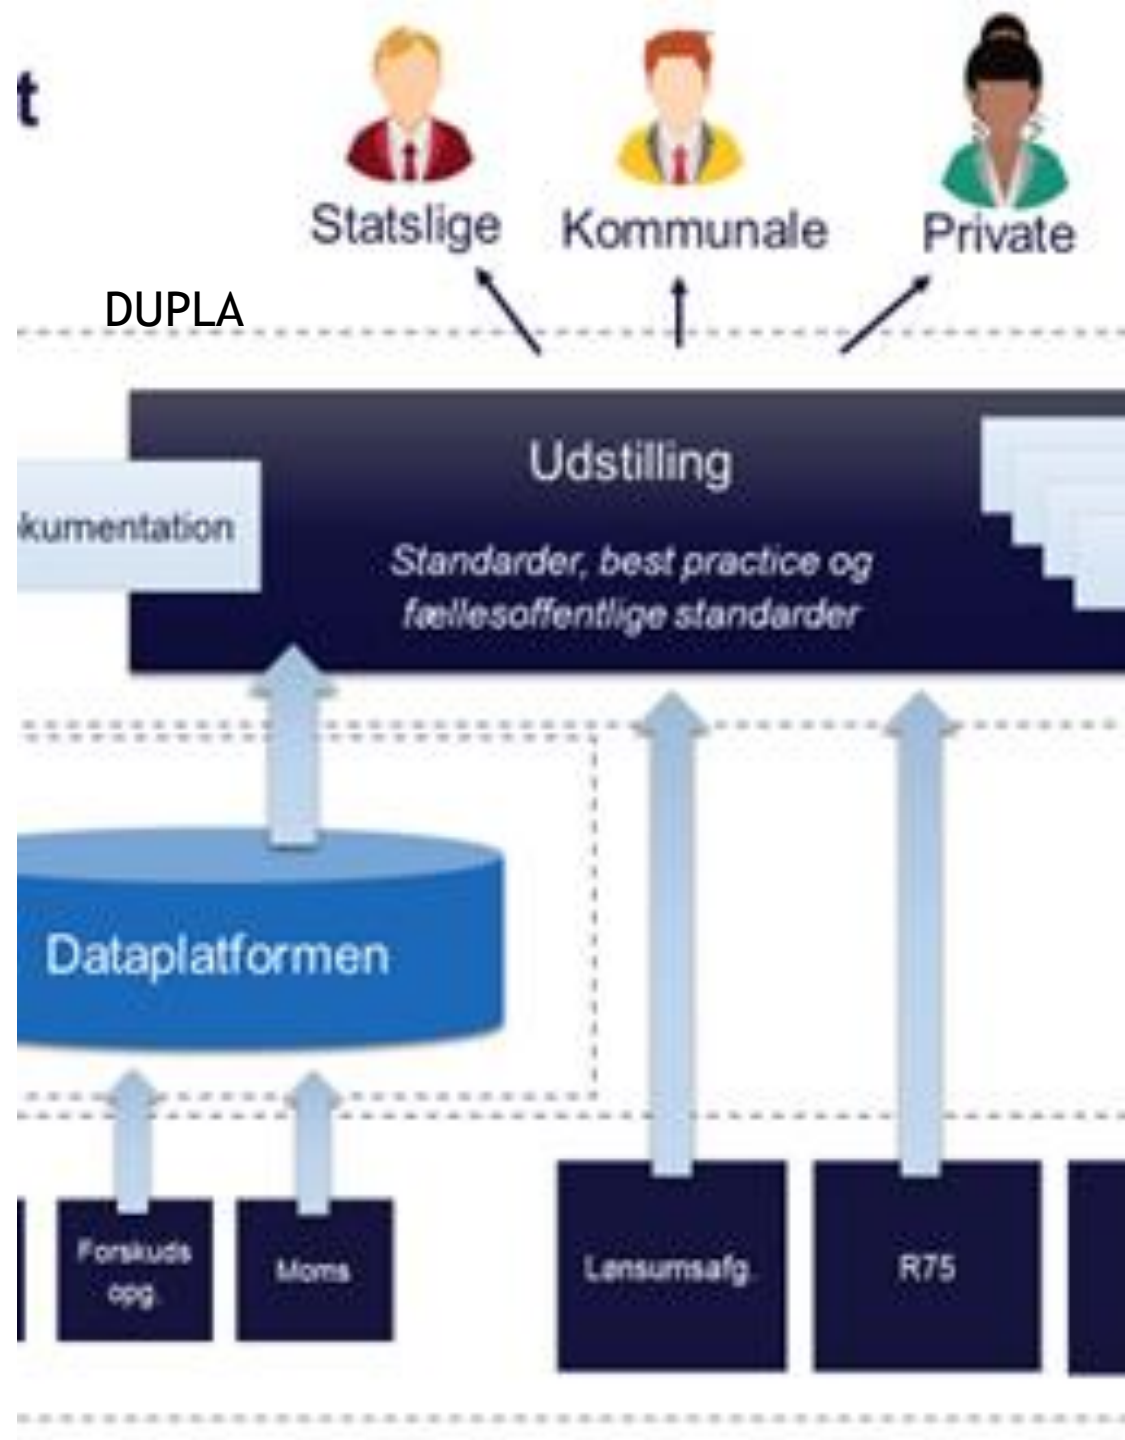 t
Statslige
Kommunale
Private
DUPLA
Udstilling
kumentation
Standarder, best practice og
fællesoffentlige standarder
Dataplatformen
Forskuds
opg.
Moms
Lønsumsafg.
R75